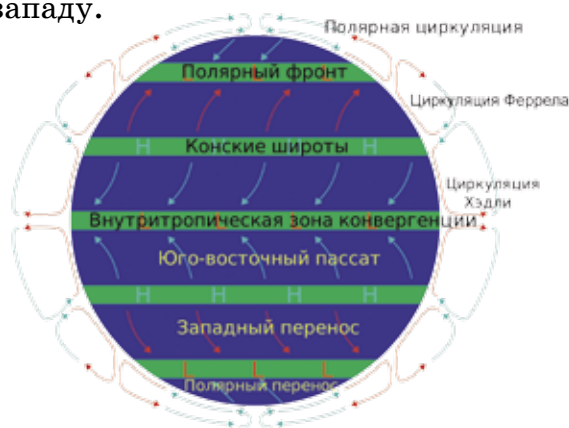 западу.
Полярная циркуляция
Полярный фронт
L L L L
Циркуляция Феррела
H Конские широты H
Циркуляция
Хэдли
Внутритропическая зона конвергенции
L L L L
Юго-восточный пассат
H H H H
Западный перенос
L L L
Полярный перенос